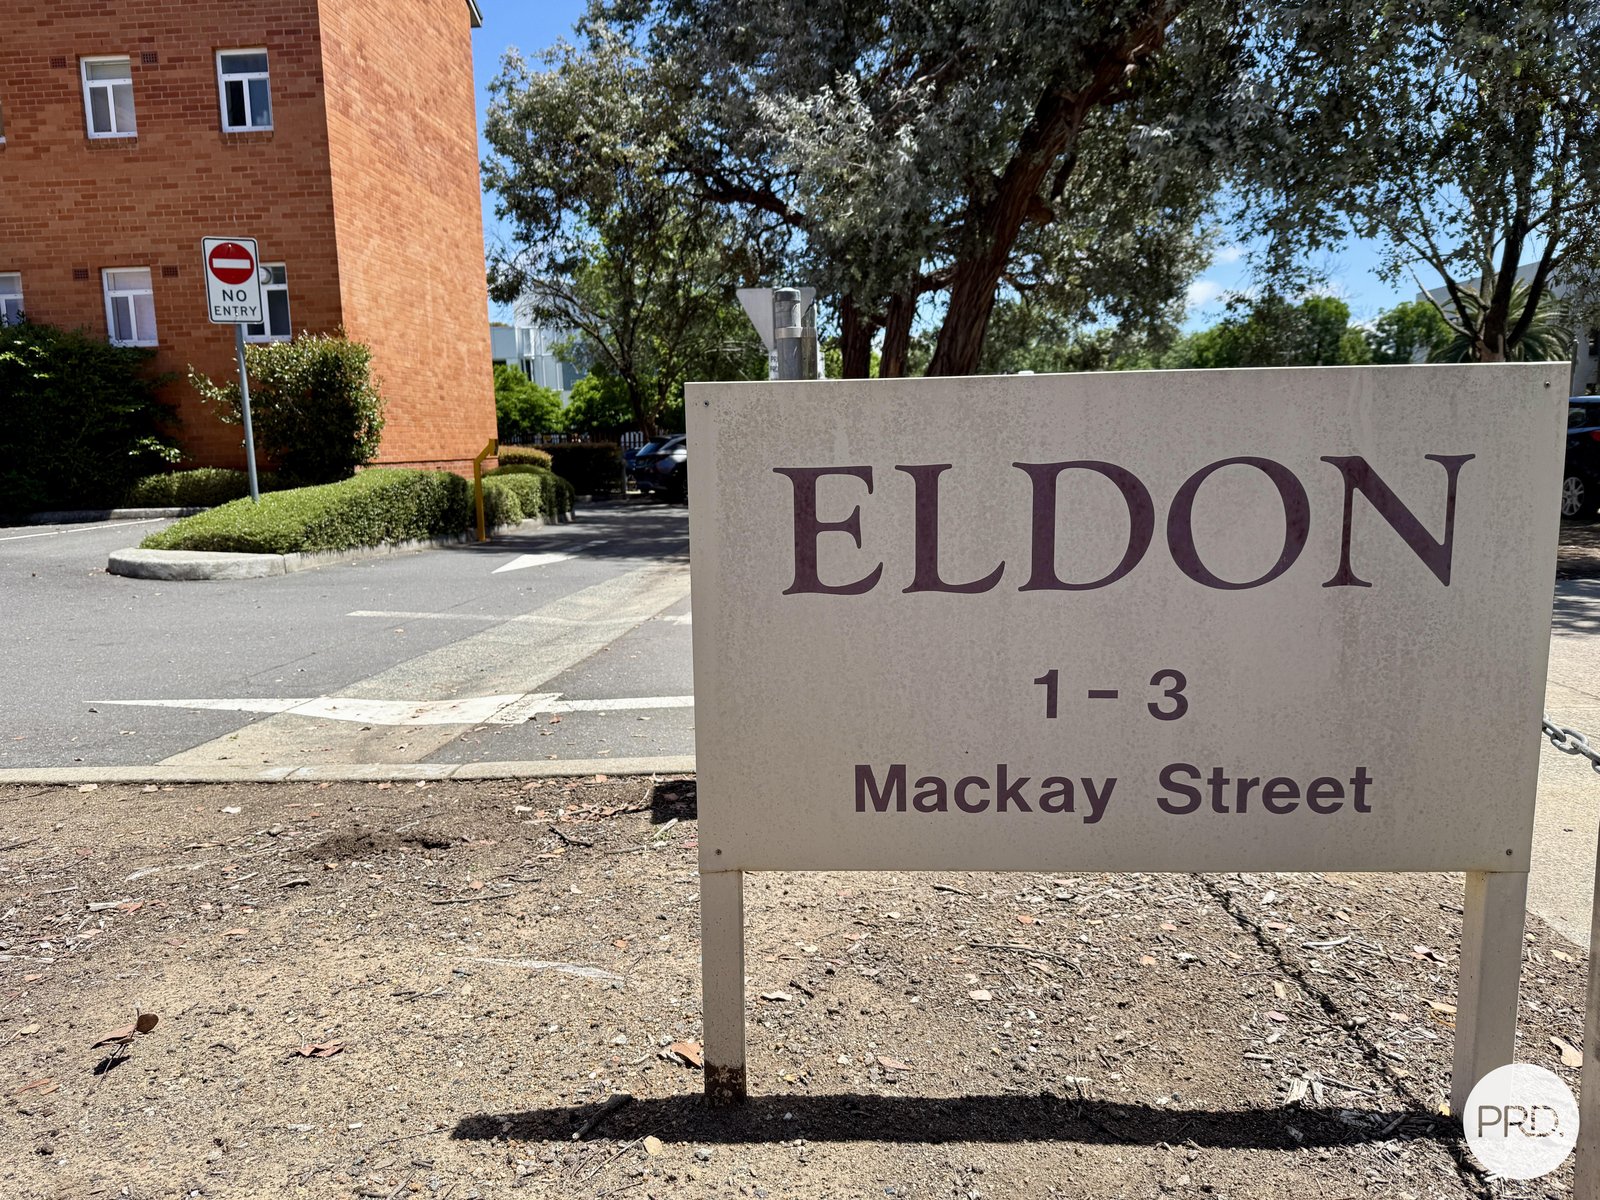 NO
ENTRY
ELDON
1 – 3
Mackay Street
PRD.